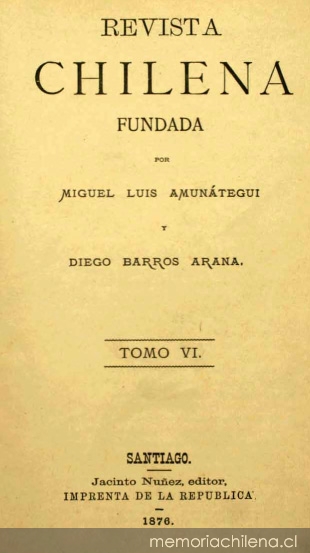 REVISTA
CHILENA
FUNDADA
POR
MIGUEL LUIS AMUNÁTEGUI
Y
DIEGO BARROS ARANA.
TOMO VI.
SANTIAGO.
Jacinto Nuñez, editor,
IMPRENTA DE LA REPUBLICA.
1876.
memoriachilena.cl